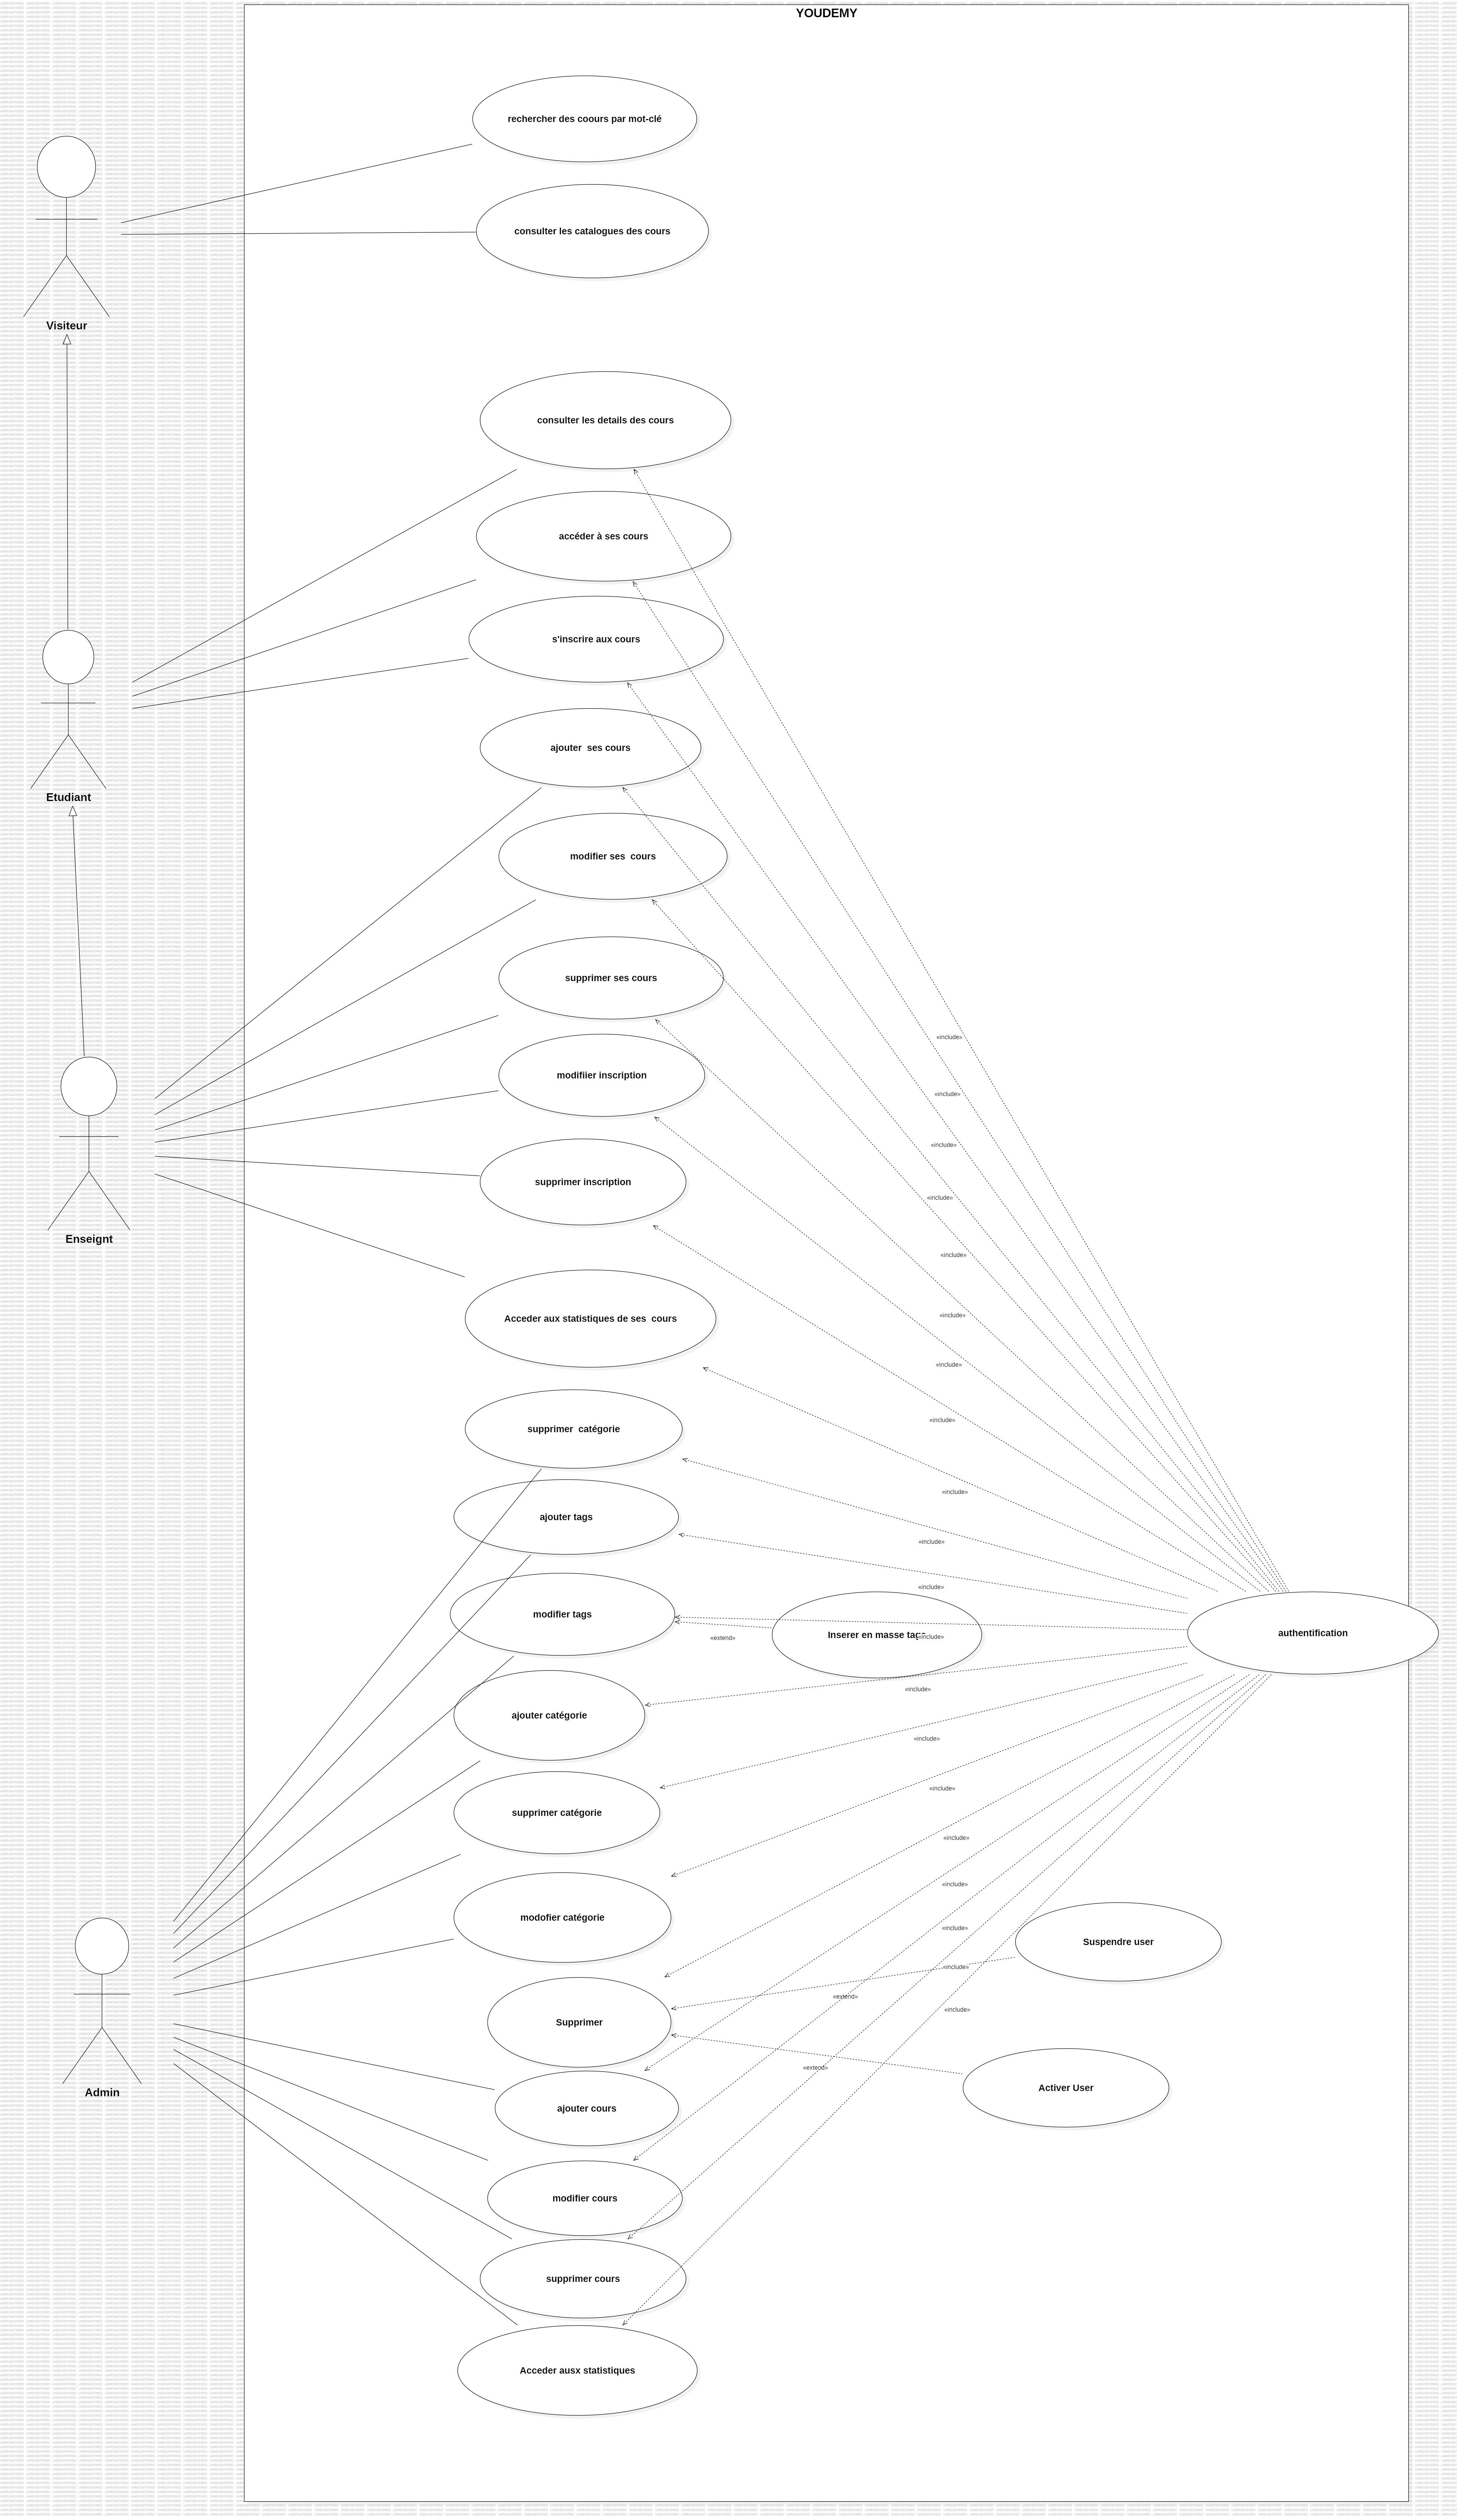 YOUDEMY
rechercher des coours par mot-clé
consulter les catalogues des cours
Visiteur
consulter les details des cours
accéder à ses cours
s'inscrire aux cours
ajouter ses cours
Etudiant
modifier ses cours
supprimer ses cours
«include»
modifiier inscription
«include»
«include»
supprimer inscription
«include»
Enseignt
«include»
«include»
Acceder aux statistiques de ses cours
«include»
«include»
supprimer catégorie
«include»
ajouter tags
«include»
«include»
modifier tags
«extend»
Inserer en masse
«include»
authentification
«include»
ajouter catégorie
«include»
«include»
supprimer catégorie
«include»
«include»
modofier catégorie
«include»
Suspendre user
«include»
«extend»
«include»
Supprimer
«extend»
Activer User
Admin
ajouter cours
modifier cours
supprimer cours
Acceder ausx statistiques